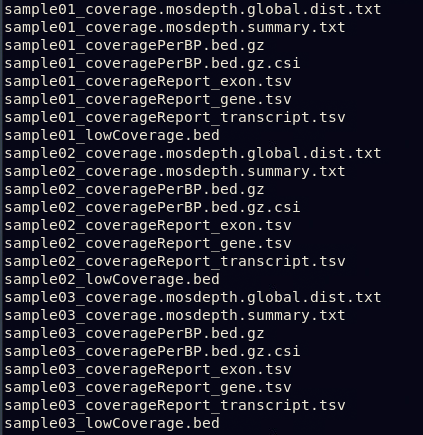 sample01_coverage.mosdepth.global.dist.txt
sample01_coverage.mosdepth.summary.txt
sample01_coveragePerBP.bed.gz
sample01_coveragePerBP.bed.gz.csi
sample01_coverageReport_exon.tsv
sample01_coverageReport_gene.tsv
sample01_coverageReport_transcript.tsv
sample01_lowCoverage.bed
sample02_coverage.mosdepth.global.dist.txt
sample02_coverage.mosdepth.summary.txt
sample02_coveragePerBP.bed.gz
sample02_coveragePerBP.bed.gz.csi
sample02_coverageReport_exon.tsv
sample02_coverageReport_gene.tsv
sample02_coverageReport_transcript.tsv
sample02_lowCoverage.bed
sample03_coverage.mosdepth.global.dist.txt
sample03_coverage.mosdepth.summary.txt
sample03_coveragePerBP.bed.gz
sample03_coveragePerBP.bed.gz.csi
sample03_coverageReport_exon.tsv
sample03_coverageReport_gene.tsv
sample03_coverageReport_transcript.tsv
sample03_lowCoverage.bed